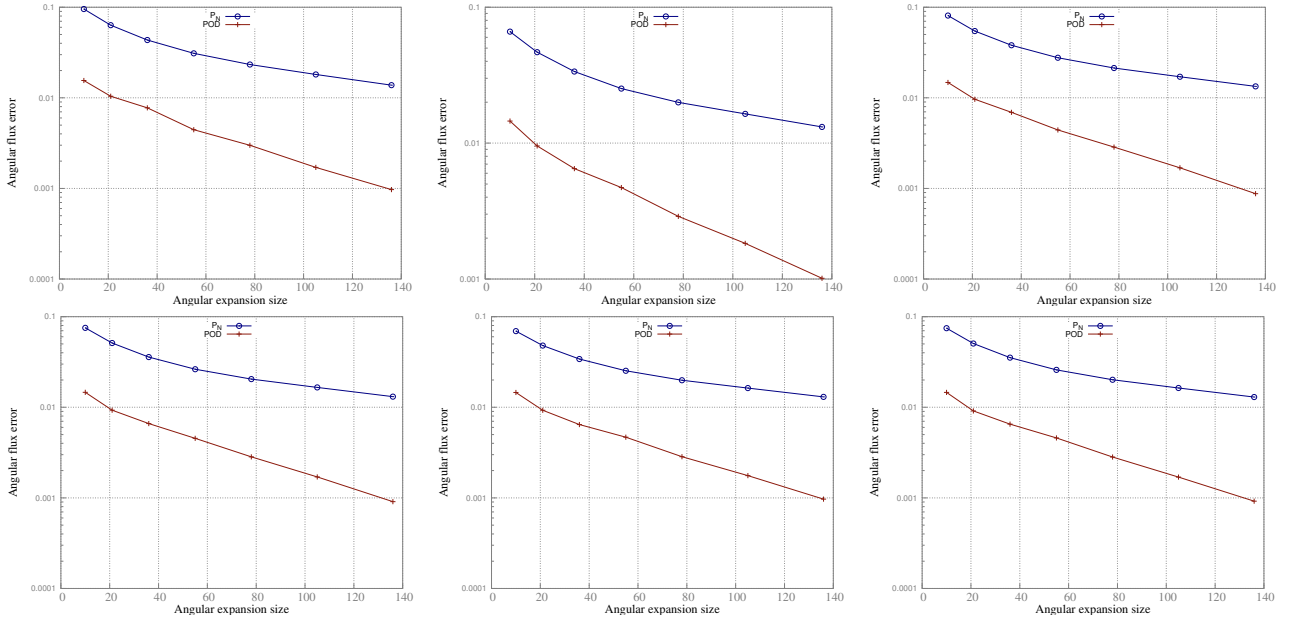 0.1
0.01
0.001
0.0001
0 20 40 60 80 100 120 140
Angular flux error
Angular expansion size
P_N
POD
0.1
0.01
0.001
0 20 40 60 80 100 120 140
Angular flux error
Angular expansion size
P_N
POD
0.1
0.01
0.001
0.0001
0 20 40 60 80 100 120 140
Angular flux error
Angular expansion size
P_N
POD
0.1
0.01
0.001
0.0001
0 20 40 60 80 100 120 140
Angular flux error
Angular expansion size
P_N
POD
0.1
0.01
0.001
0.0001
0 20 40 60 80 100 120 140
Angular flux error
Angular expansion size
P_N
POD
0.1
0.01
0.001
0.0001
0 20 40 60 80 100 120 140
Angular flux error
Angular expansion size
P_N
POD